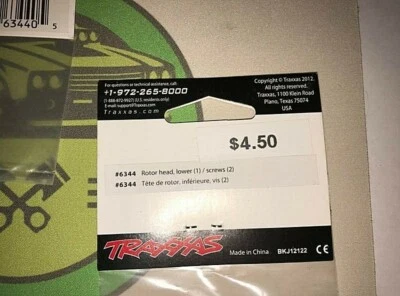 63440 5
For questions or technical assistance, call:
+1-972-265-8000
(1-888-972-9927) (U.S. residents only)
E-mail: support@Traxxas.com
Traxxas.com
Copyright © Traxxas 2012.
All rights reserved.
Traxxas, 1100 Klein Road
Plano, Texas 75074
USA
$4.50
#6344 Rotor head, lower (1) / screws (2)
#6344 Tête de rotor, inférieure, vis (2)
TRAXXAS
Made in China
BKJ12122
CE